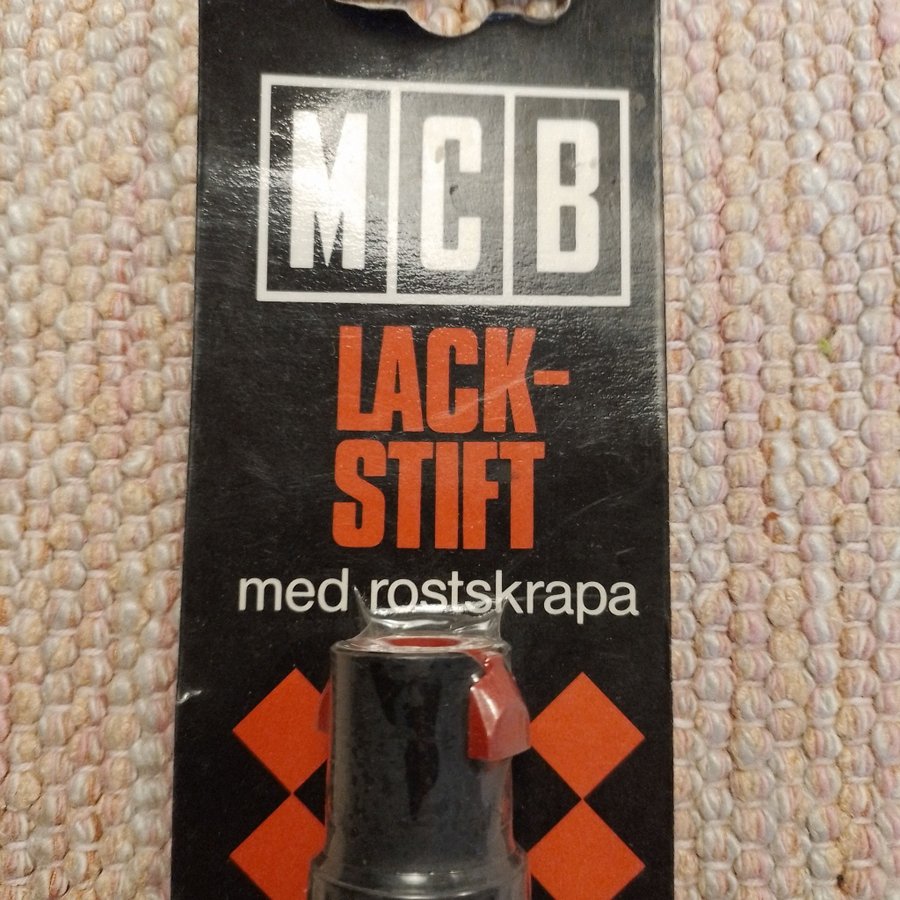 MCB
LACK-
STIFT
med rostskrapa